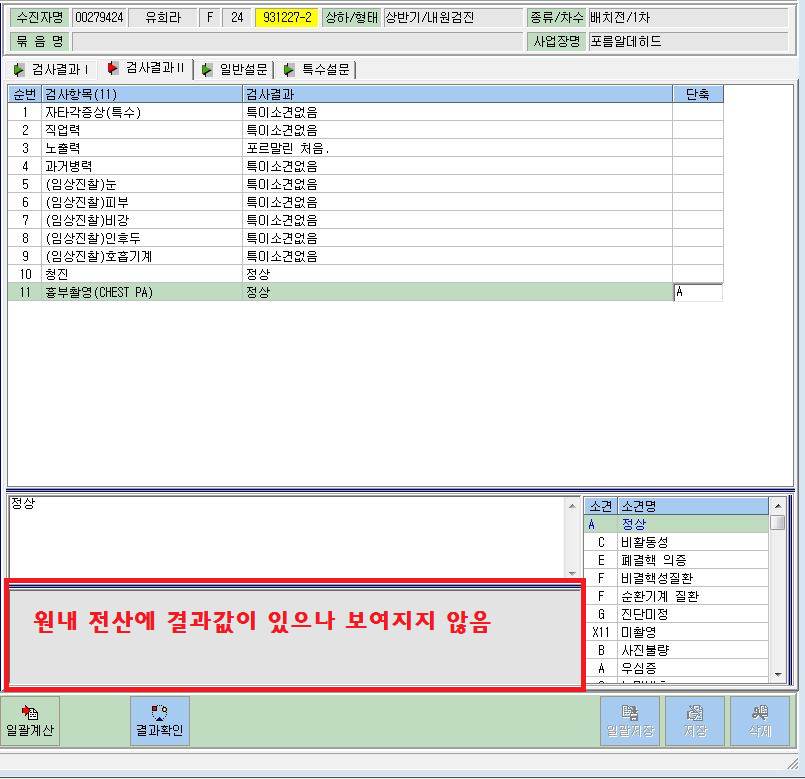 수진자명 00279424 유희라 F 24 931227-2 상하/형태 상반기/내원검진 종류/차수 배치전/1차
묶 음 명 사업장명 포름알데히드
검사결과Ⅰ 검사결과Ⅱ 일반설문 특수설문
순번 검사항목(11) 검사결과 단축
1 자타각증상(특수) 특이소견없음
2 직업력 특이소견없음
3 노출력 포르말린 처음.
4 과거병력 특이소견없음
5 (임상진찰)눈 특이소견없음
6 (임상진찰)피부 특이소견없음
7 (임상진찰)비강 특이소견없음
8 (임상진찰)인후두 특이소견없음
9 (임상진찰)호흡기계 특이소견없음
10 청진 정상
11 흉부촬영(CHEST PA) 정상 A
정상
소견 소견명
A 정상
C 비활동성
E 폐결핵 의증
F 비결핵성질환
F 순환기계 질환
G 진단미정
X11 미촬영
B 사진불량
A 우심증
원내 전산에 결과값이 있으나 보여지지 않음
일괄계산 결과확인 일괄저장 저장 삭제